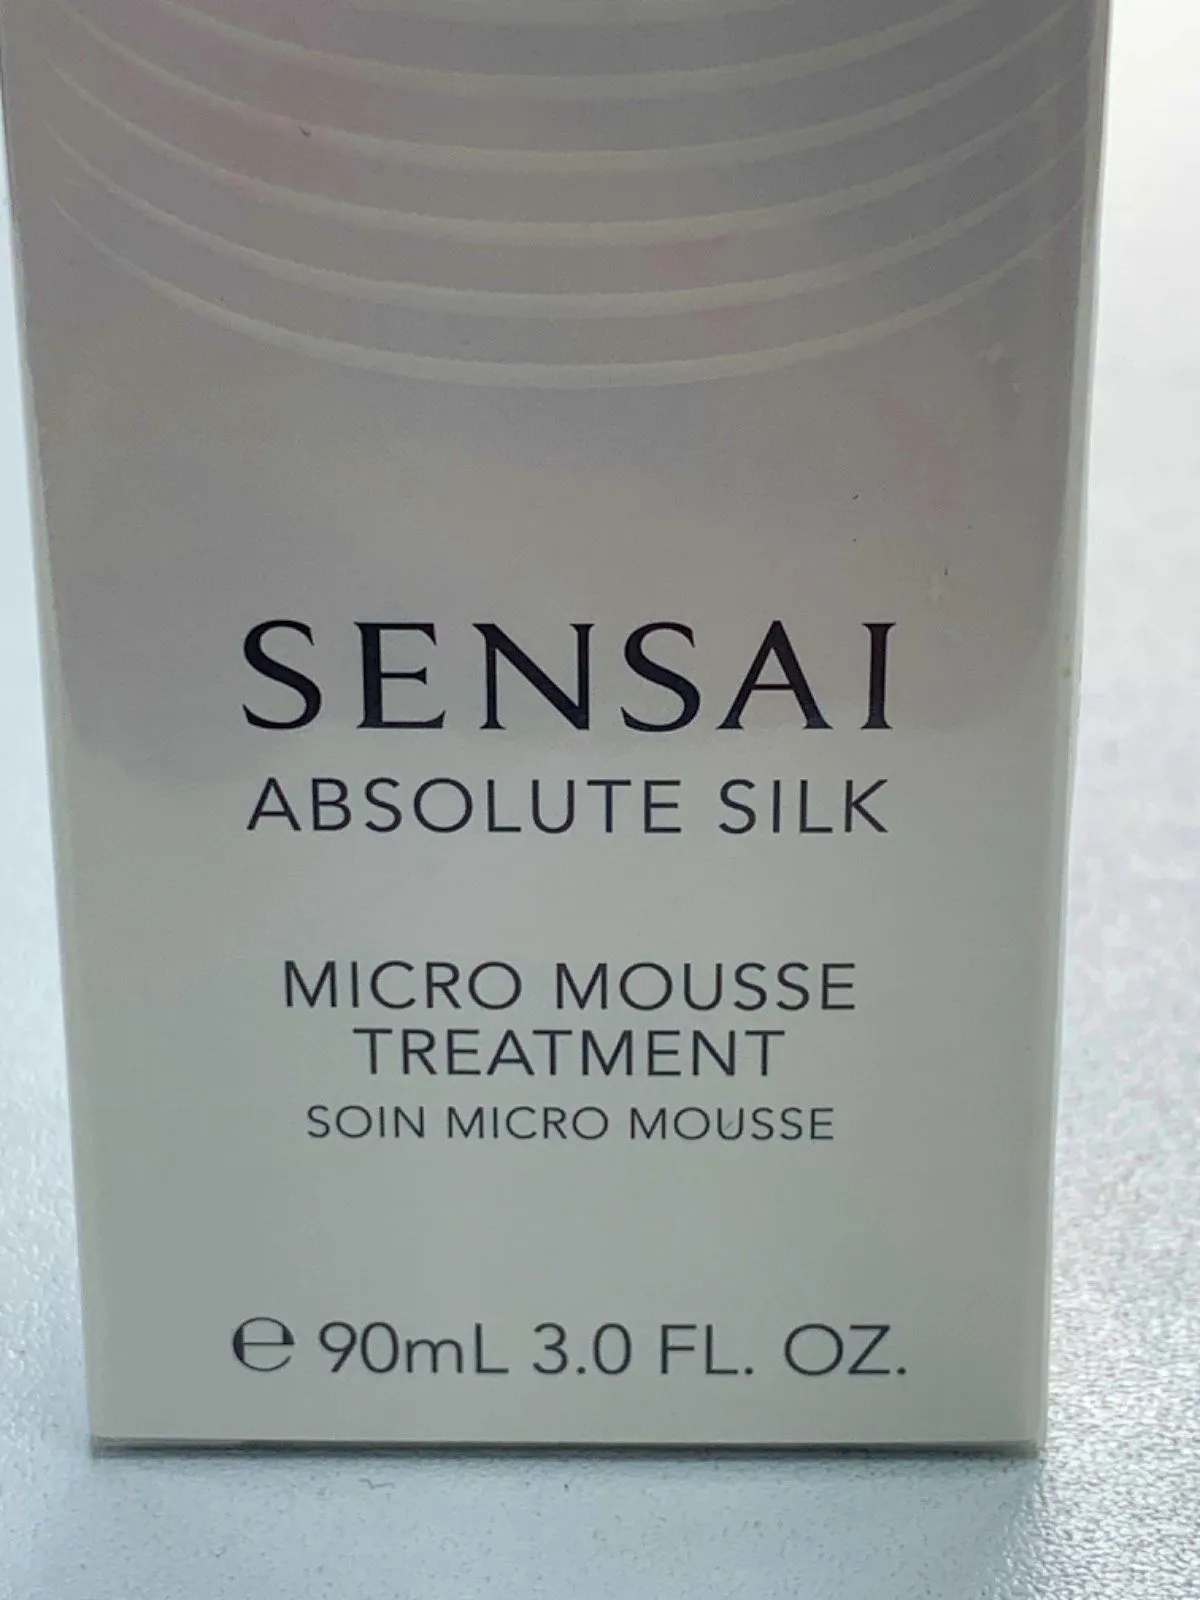 SENSAI
ABSOLUTE SILK
MICRO MOUSSE
TREATMENT
SOIN MICRO MOUSSE
℮ 90mL 3.0 FL. OZ.